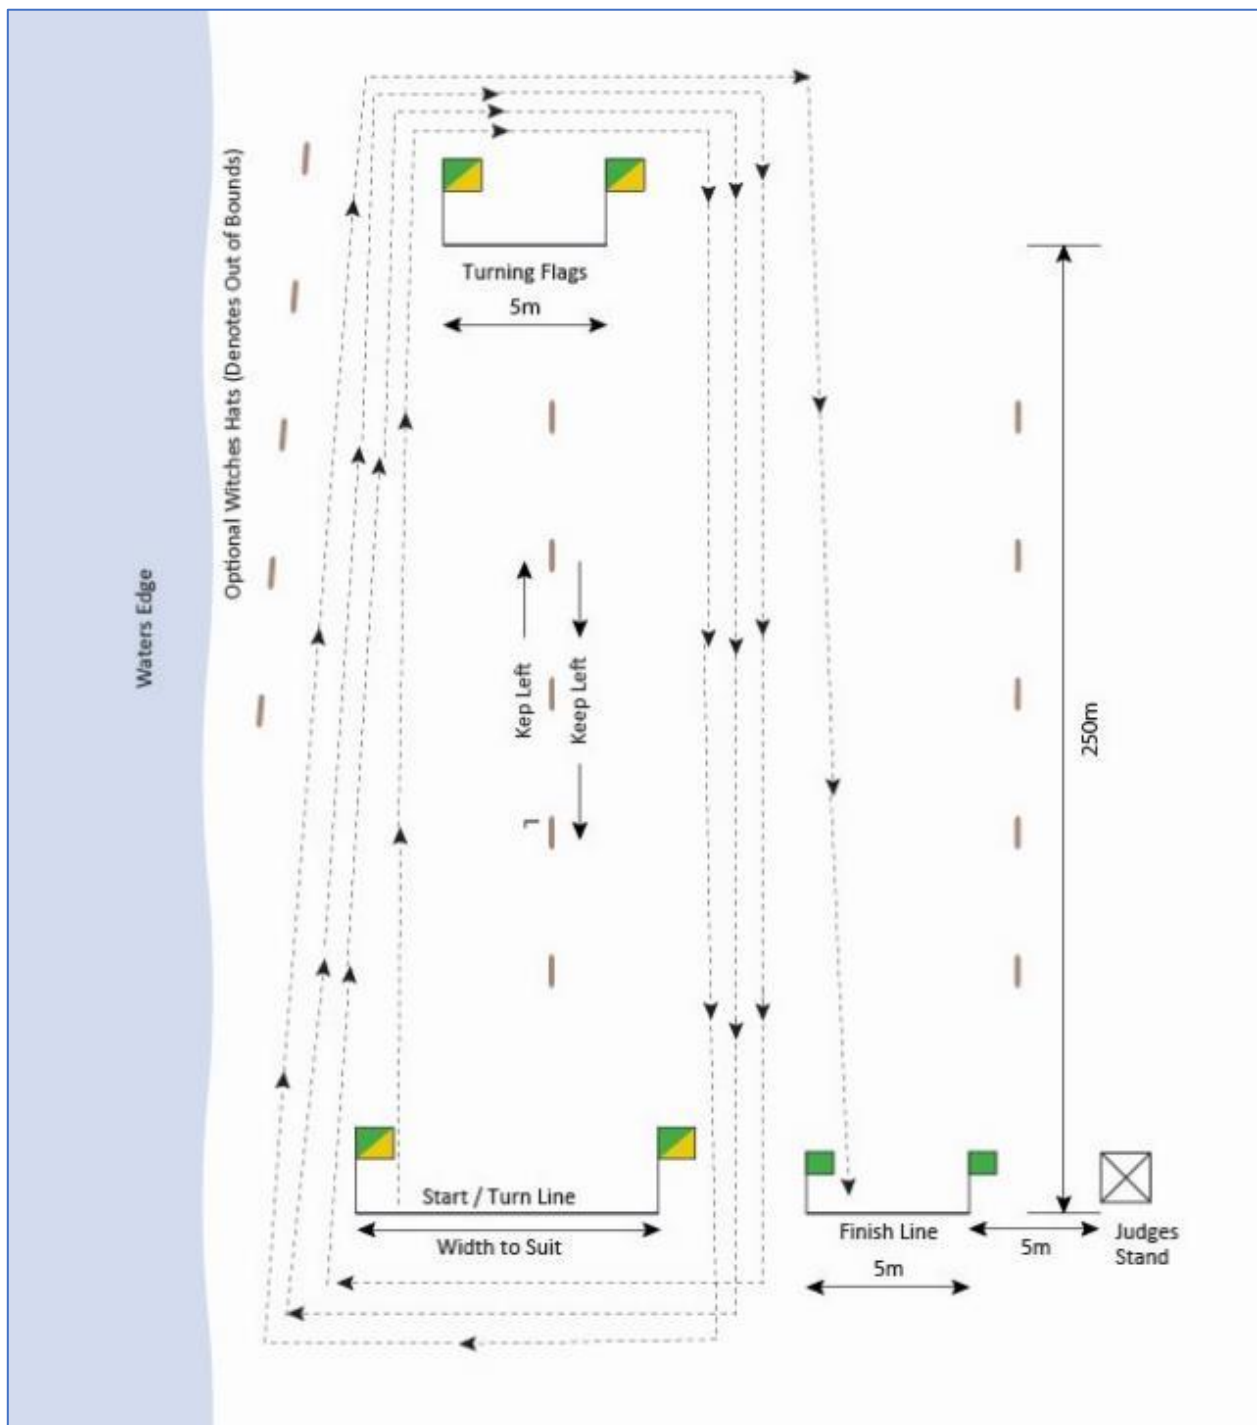 Optional Witches Hats (Denotes Out of Bounds)
Waters Edge
Turning Flags
5m
Kep Left
Keep Left
250m
Start / Turn Line
Width to Suit
Finish Line
5m
5m
Judges
Stand